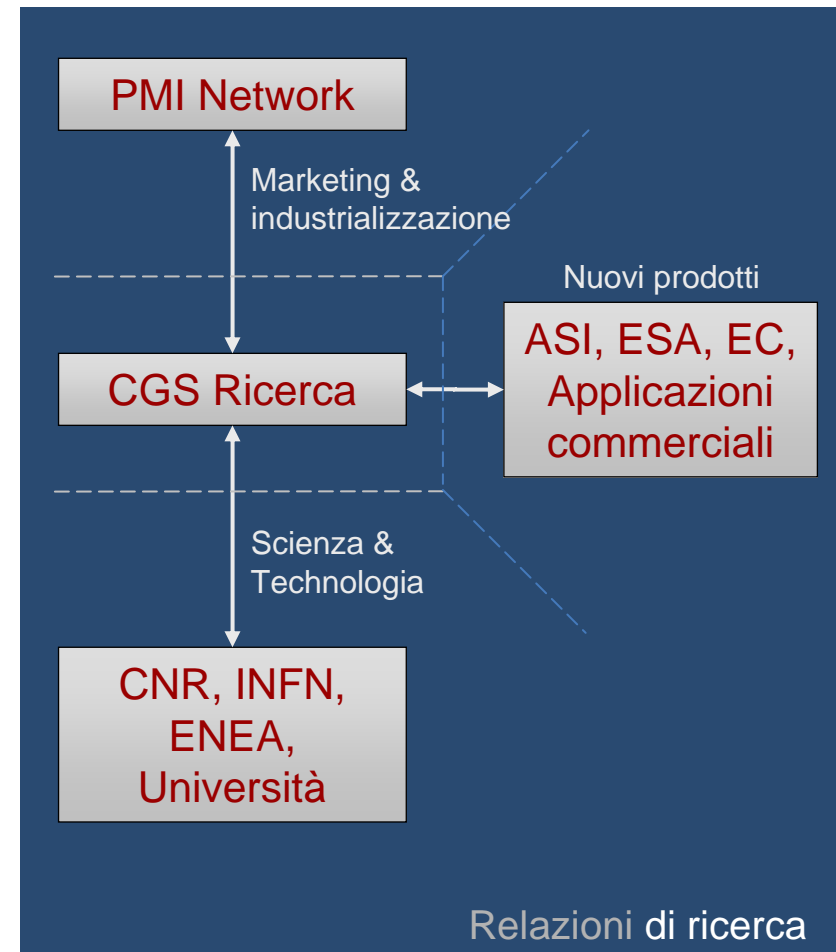 PMI Network
Marketing &
industrializzazione
Nuovi prodotti
ASI, ESA, EC,
Applicazioni
commerciali
CGS Ricerca
Scienza &
Technologia
CNR, INFN,
ENEA,
Università
Relazioni di ricerca